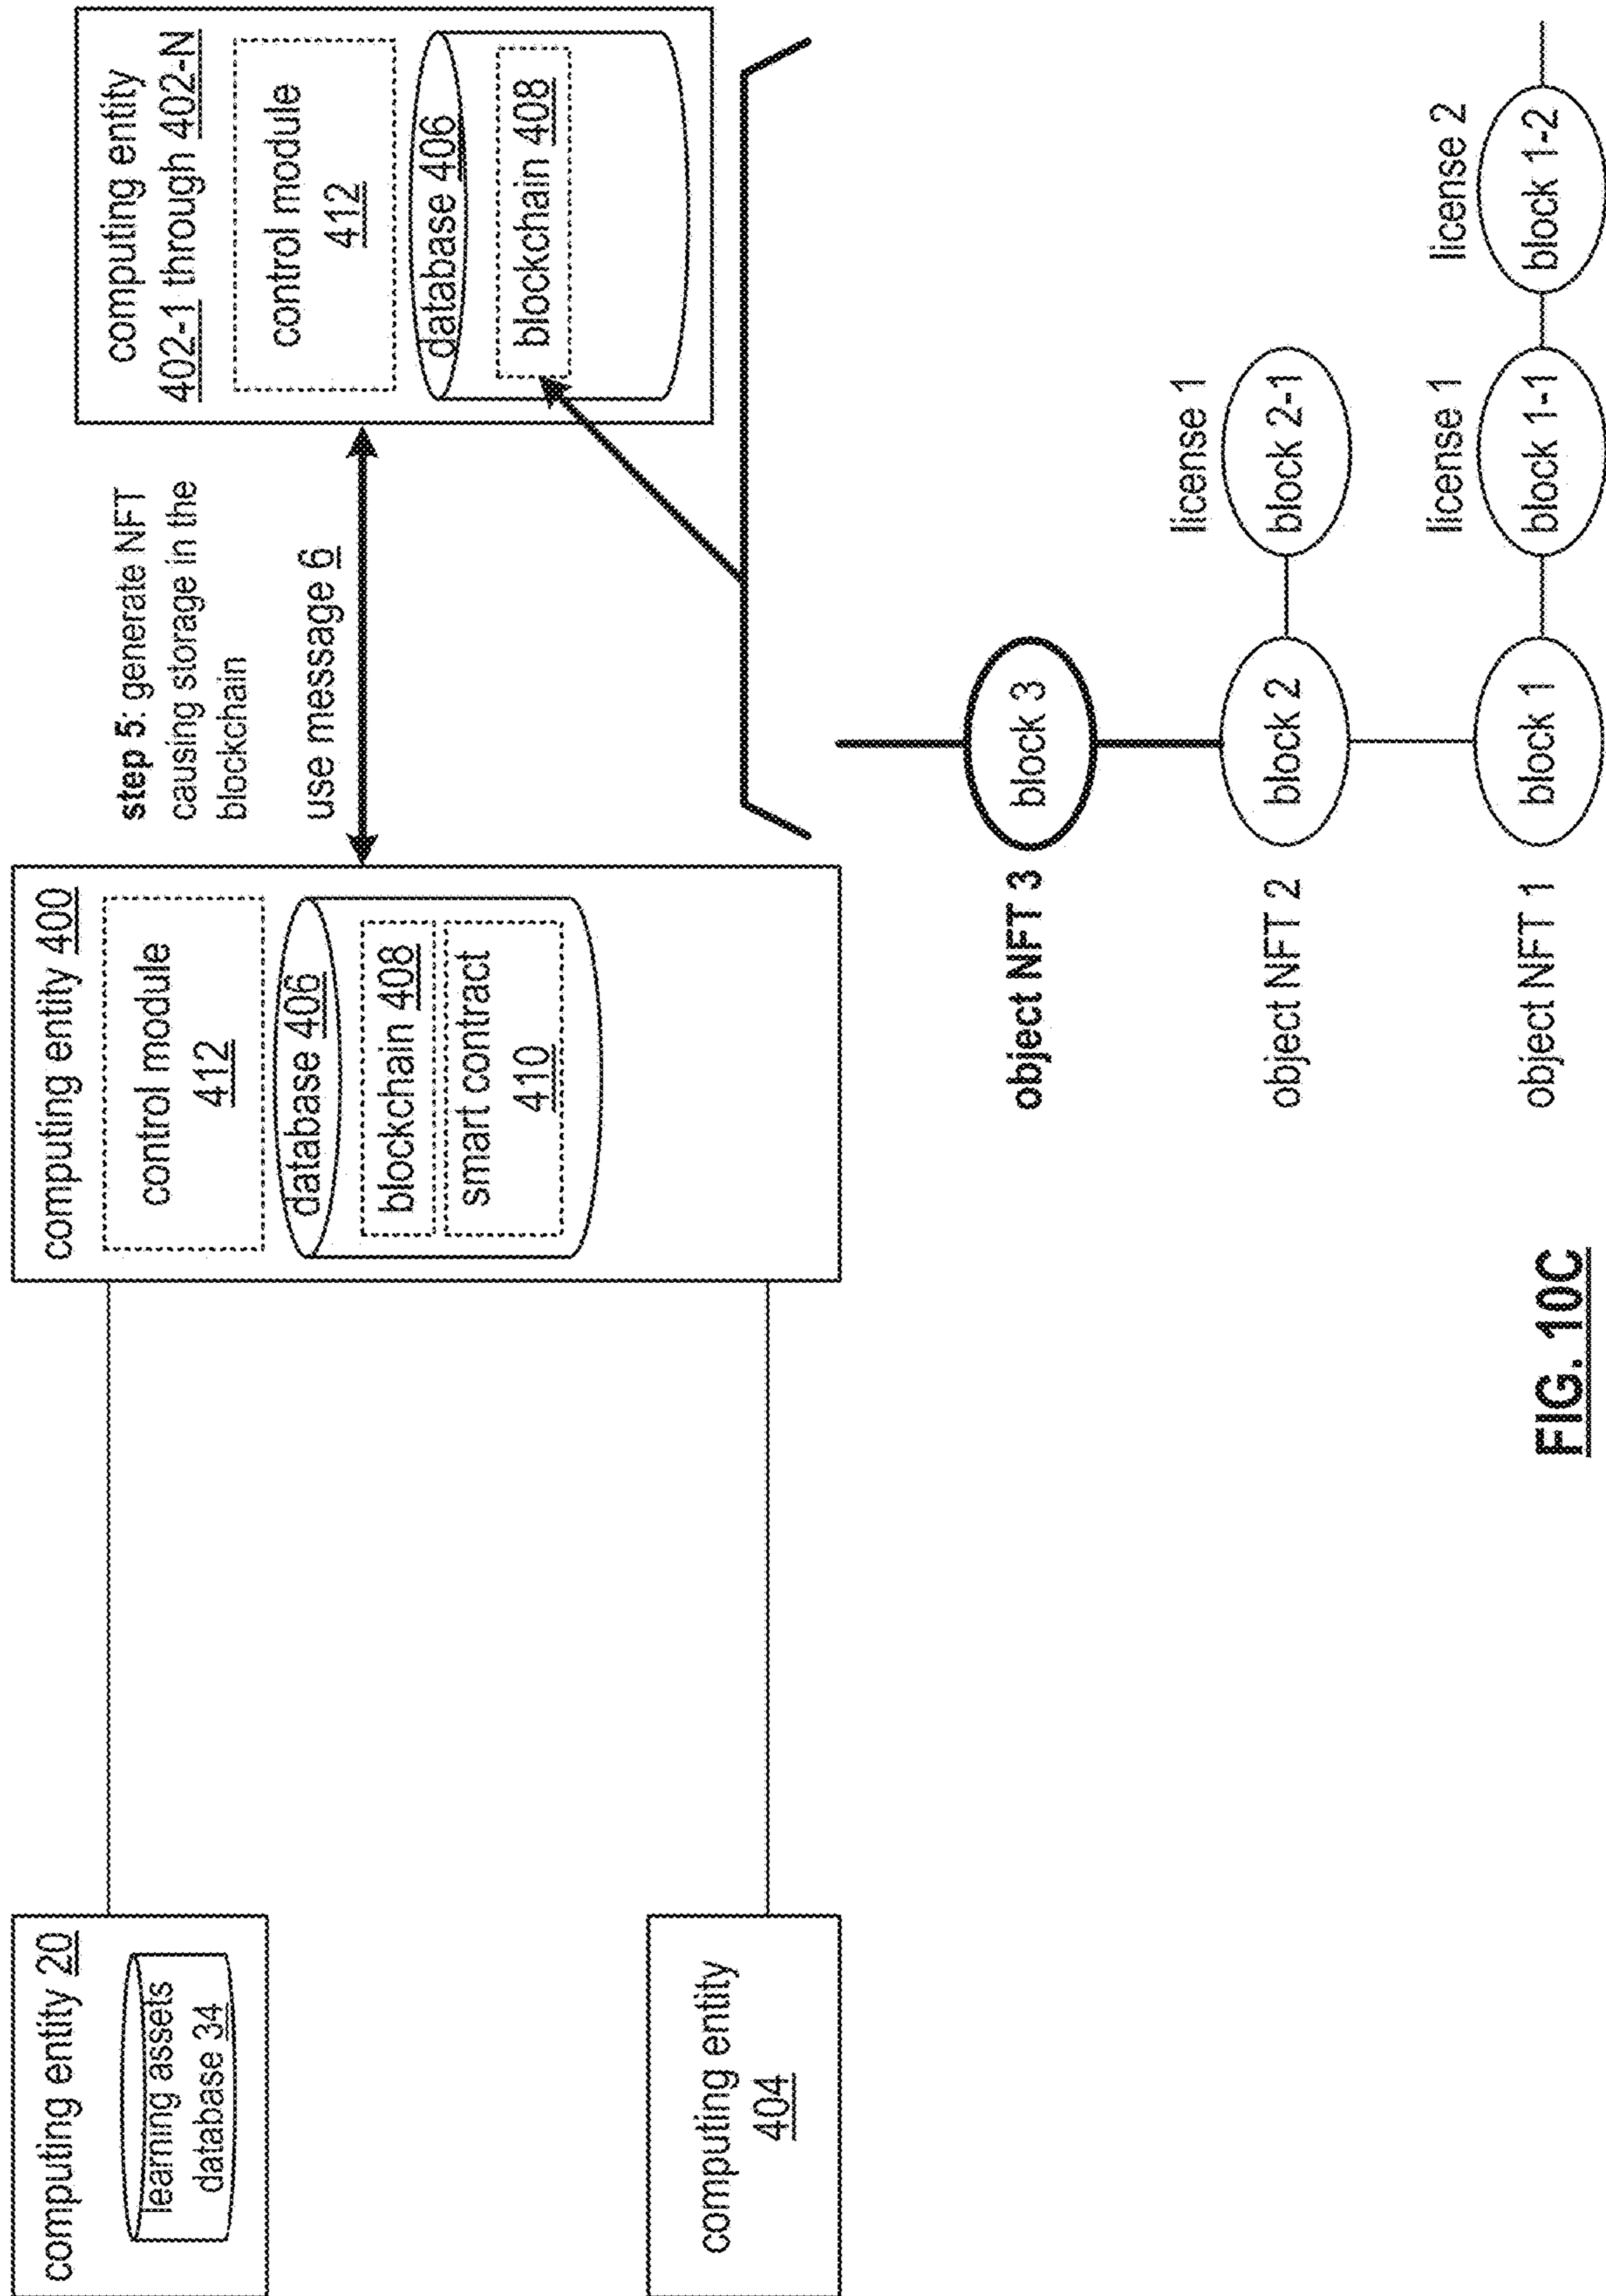 computing entity 20
learning assets
database 34
computing entity
404
computing entity 400
control module
412
database 406
blockchain 408
smart contract
410
step 5: generate NFT
causing storage in the
blockchain
use message 6
computing entity
402-1 through 402-N
control module
412
database 406
blockchain 408
object NFT 3
block 3
license 1
object NFT 2
block 2
block 2-1
license 1
license 2
object NFT 1
block 1
block 1-1
block 1-2
FIG. 10C